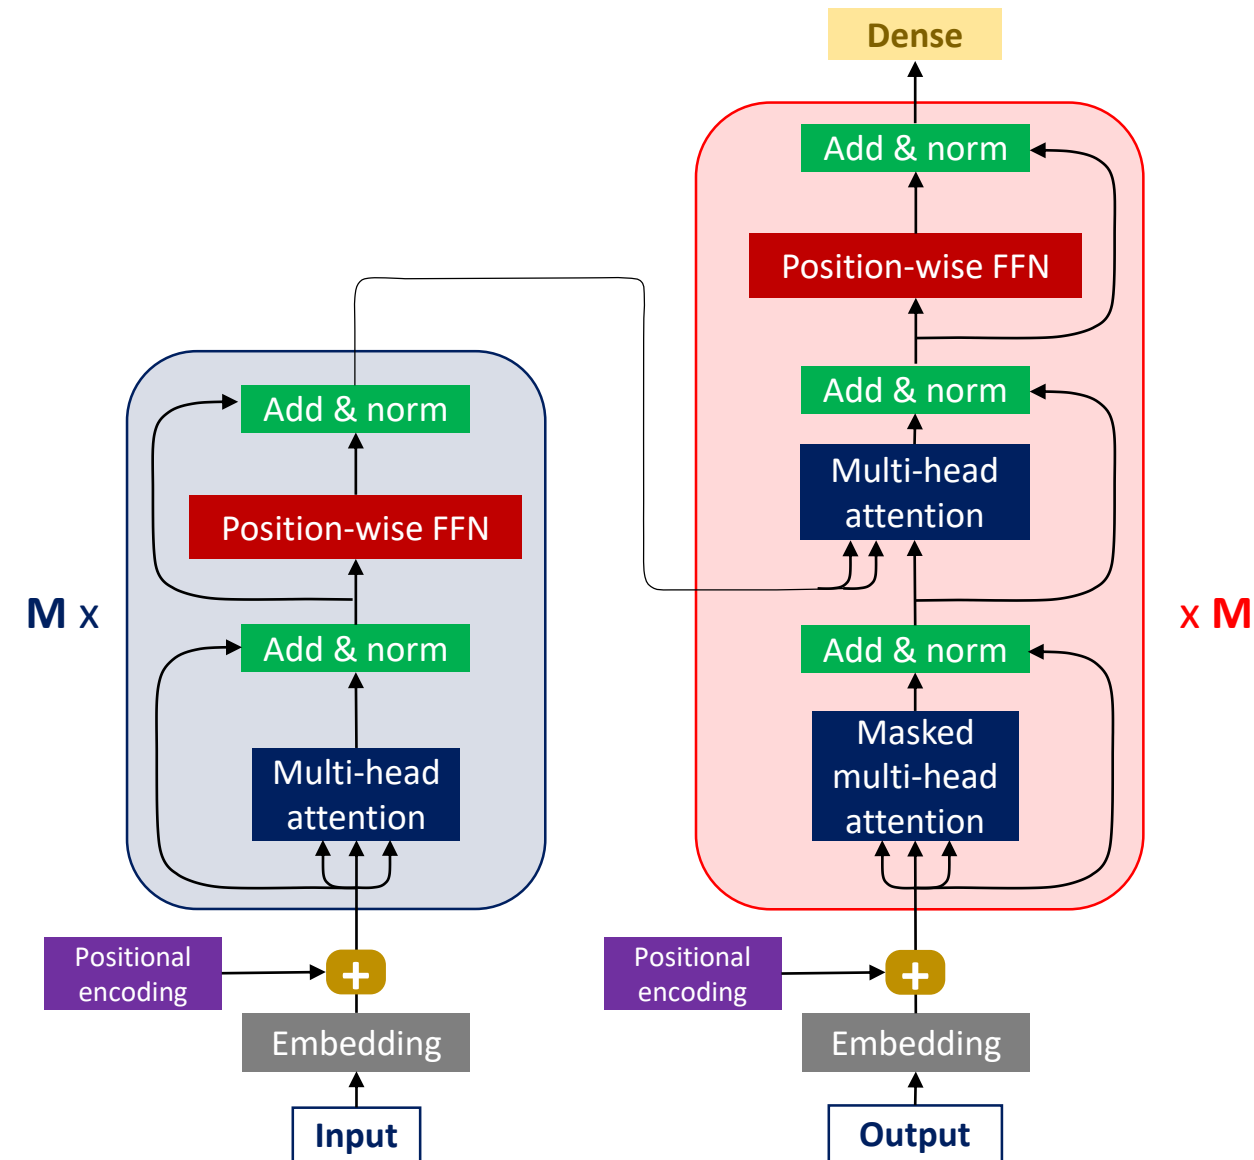 Dense
Add & norm
Position-wise FFN
Add & norm
Multi-head
attention
Add & norm
Masked
multi-head
attention
x M
Positional
encoding
+
Embedding
Output
Add & norm
Position-wise FFN
M x
Add & norm
Multi-head
attention
Positional
encoding
+
Embedding
Input